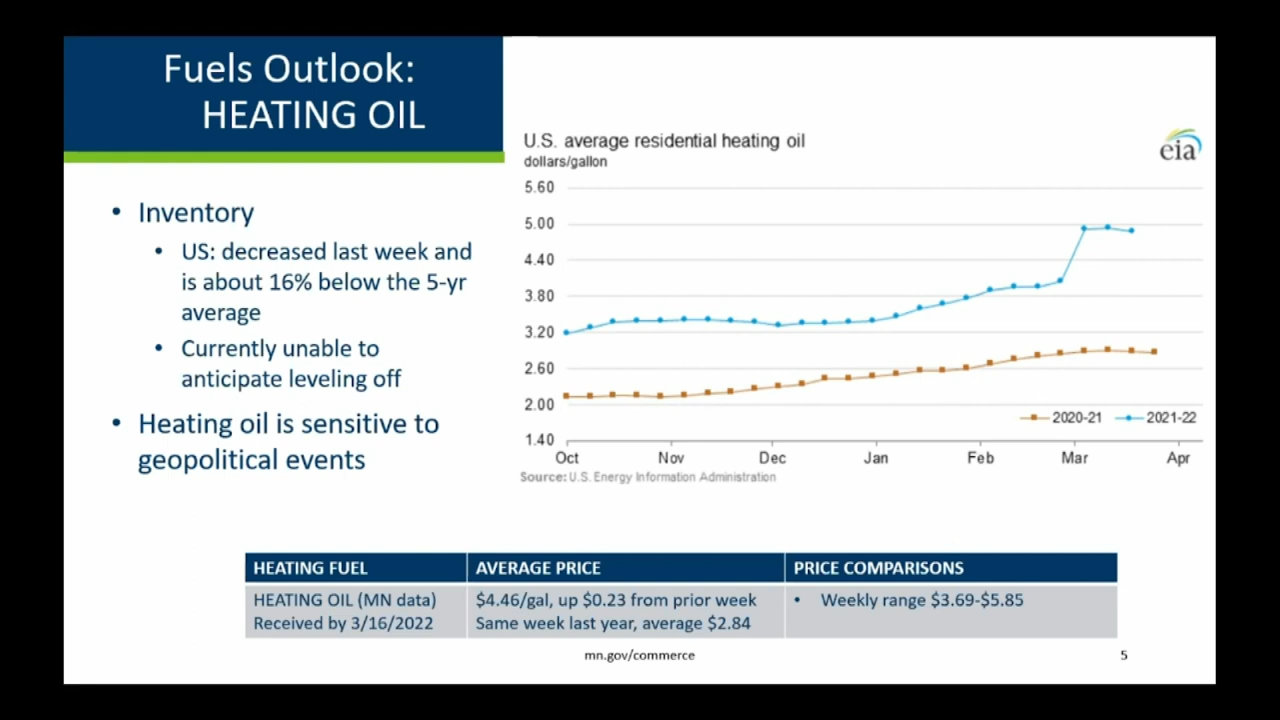 Fuels Outlook:
HEATING OIL
• Inventory
• US: decreased last week and
is about 16% below the 5-yr
average
• Currently unable to
anticipate leveling off
• Heating oil is sensitive to
geopolitical events
U.S. average residential heating oil
dollars/gallon
eia
5.60
5.00
4.40
3.80
3.20
2.60
2.00
1.40
2020-21 2021-22
Oct Nov Dec Jan Feb Mar Apr
Source: U.S. Energy Information Administration
HEATING FUEL AVERAGE PRICE PRICE COMPARISONS
HEATING OIL (MN data) $4.46/gal, up $0.23 from prior week • Weekly range $3.69-$5.85
Received by 3/16/2022 Same week last year, average $2.84
mn.gov/commerce 5